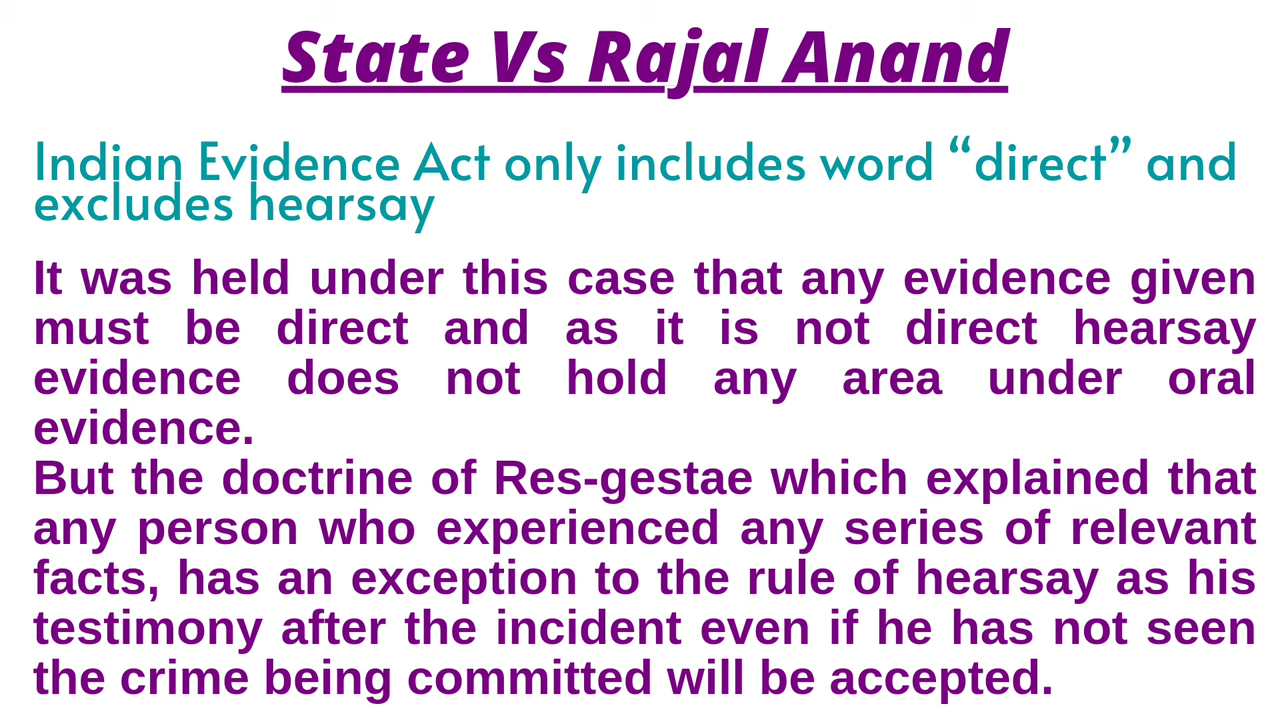 State Vs Rajal Anand
Indian Evidence Act only includes word “direct” and
excludes hearsay
It was held under this case that any evidence given
must be direct and as it is not direct hearsay
evidence does not hold any area under oral
evidence.
But the doctrine of Res-gestae which explained that
any person who experienced any series of relevant
facts, has an exception to the rule of hearsay as his
testimony after the incident even if he has not seen
the crime being committed will be accepted.